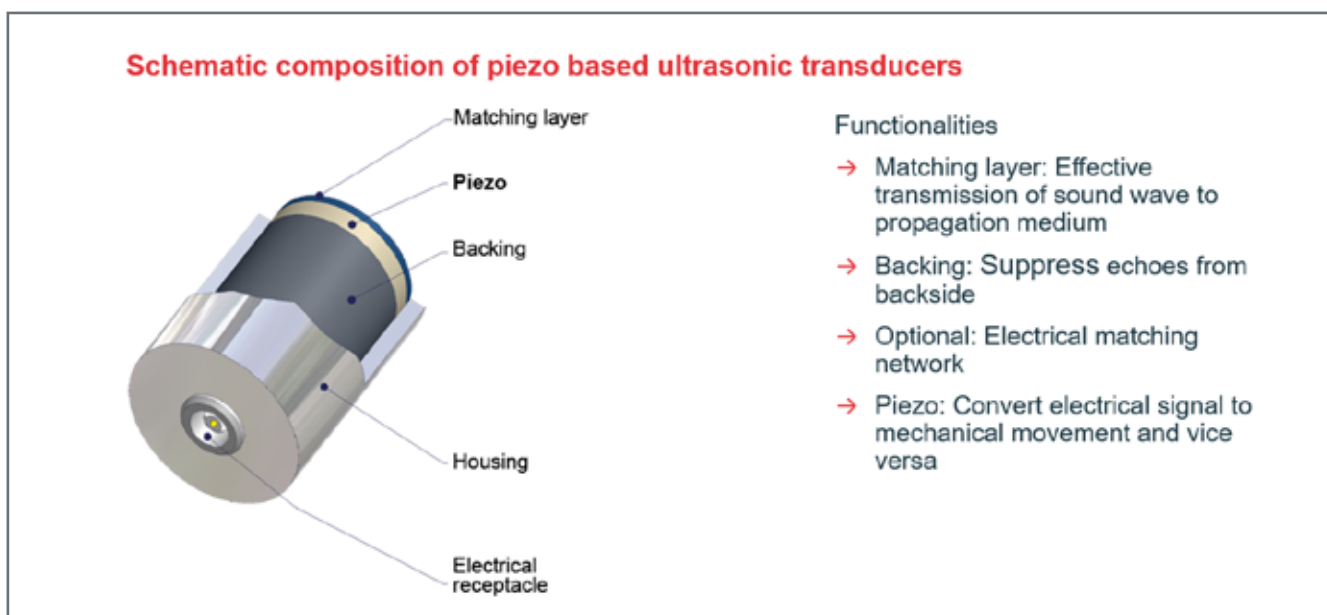 Schematic composition of piezo based ultrasonic transducers
Matching layer
Piezo
Backing
Housing
Electrical
receptacle
Functionalities
→ Matching layer: Effective
transmission of sound wave to
propagation medium
→ Backing: Suppress echoes from
backside
→ Optional: Electrical matching
network
→ Piezo: Convert electrical signal to
mechanical movement and vice
versa